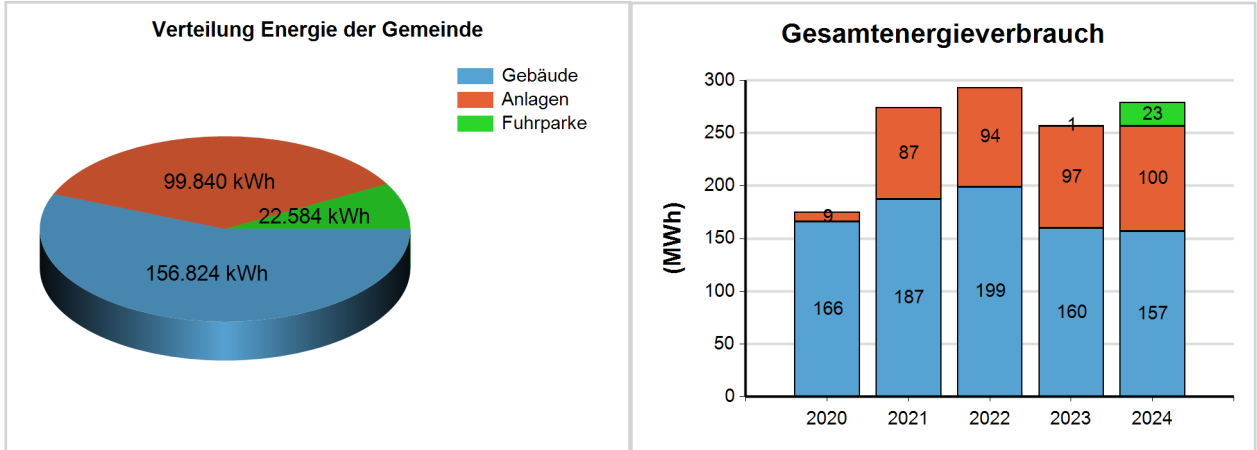 Verteilung Energie der Gemeinde
Gebäude
Anlagen
Fuhrparke
99.840 kWh
22.584 kWh
156.824 kWh
Gesamtenergieverbrauch
(MWh)
300
250
200
150
100
50
0
9
166
87
187
94
199
1
97
160
23
100
157
2020 2021 2022 2023 2024